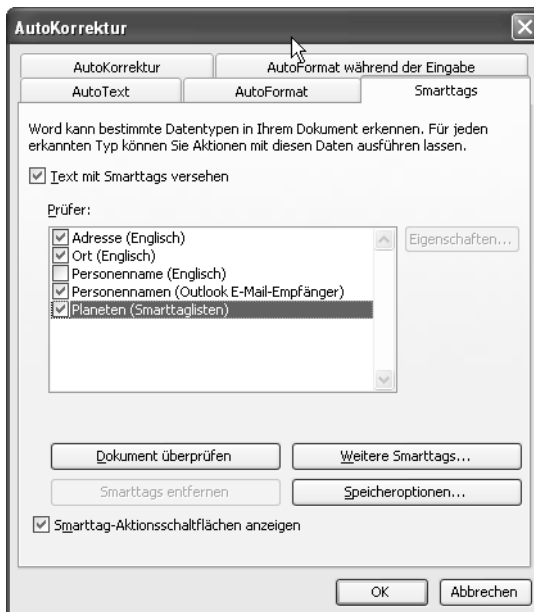 AutoKorrektur
AutoKorrektur AutoFormat während der Eingabe
AutoText AutoFormat Smarttags
Word kann bestimmte Datentypen in Ihrem Dokument erkennen. Für jeden
erkannten Typ können Sie Aktionen mit diesen Daten ausführen lassen.
Text mit Smarttags versehen
Prüfer:
Adresse (Englisch) Eigenschaften...
Ort (Englisch)
Personenname (Englisch)
Personennamen (Outlook E-Mail-Empfänger)
Planeten (Smarttaglisten)
Dokument überprüfen Weitere Smarttags...
Smarttags entfernen Speicheroptionen...
Smarttag-Aktionsschaltflächen anzeigen
OK Abbrechen